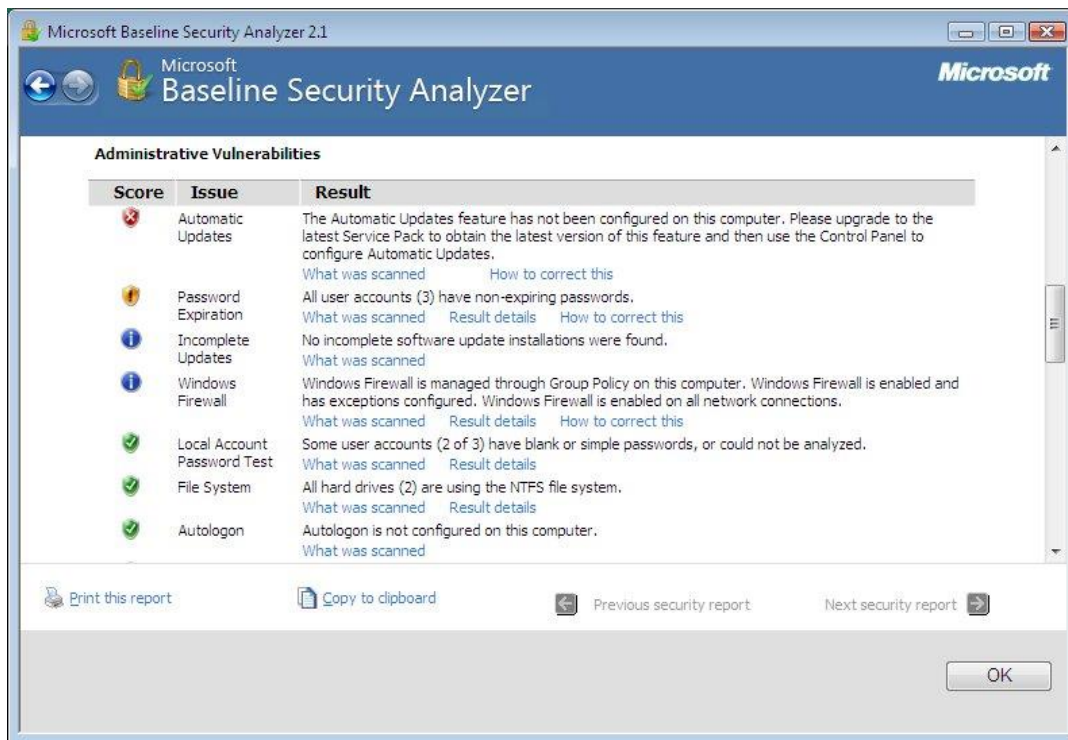 Microsoft Baseline Security Analyzer 2.1
Microsoft
Baseline Security Analyzer
Microsoft
Administrative Vulnerabilities
Score Issue Result
Automatic Updates
The Automatic Updates feature has not been configured on this computer. Please upgrade to the
latest Service Pack to obtain the latest version of this feature and then use the Control Panel to
configure Automatic Updates.
What was scanned How to correct this
Password Expiration
All user accounts (3) have non-expiring passwords.
What was scanned Result details How to correct this
Incomplete Updates
No incomplete software update installations were found.
What was scanned
Windows Firewall
Windows Firewall is managed through Group Policy on this computer. Windows Firewall is enabled and
has exceptions configured. Windows Firewall is enabled on all network connections.
What was scanned Result details How to correct this
Local Account Password Test
Some user accounts (2 of 3) have blank or simple passwords, or could not be analyzed.
What was scanned Result details
File System
All hard drives (2) are using the NTFS file system.
What was scanned Result details
Autologon
Autologon is not configured on this computer.
What was scanned
Print this report Copy to clipboard Previous security report Next security report
OK